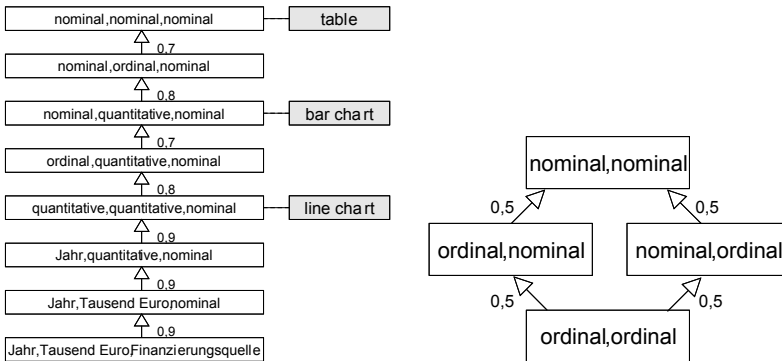 nominal,nominal,nominal
table
0,7
nominal,ordinal,nominal
0,8
nominal,quantitative,nominal
bar chart
0,7
ordinal,quantitative,nominal
0,8
quantitative,quantitative,nominal
line chart
0,9
Jahr,quantitative,nominal
0,9
Jahr,Tausend Euro,nominal
0,9
Jahr,Tausend Euro,Finanzierungsquelle
nominal,nominal
0,5
0,5
ordinal,nominal
nominal,ordinal
0,5
0,5
ordinal,ordinal